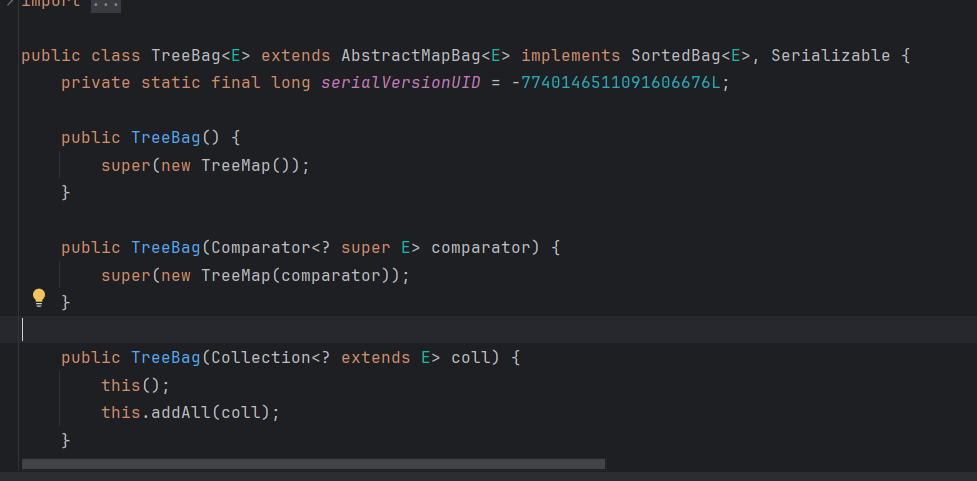 import ...
public class TreeBag<E> extends AbstractMapBag<E> implements SortedBag<E>, Serializable {
    private static final long serialVersionUID = -7740146511091606676L;
    public TreeBag() {
        super(new TreeMap());
    }
    public TreeBag(Comparator<? super E> comparator) {
        super(new TreeMap(comparator));
    }
    public TreeBag(Collection<? extends E> coll) {
        this();
        this.addAll(coll);
    }